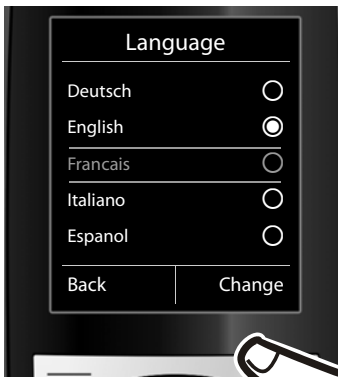 Language
Deutsch
English
Francais
Italiano
Espanol
Back Change